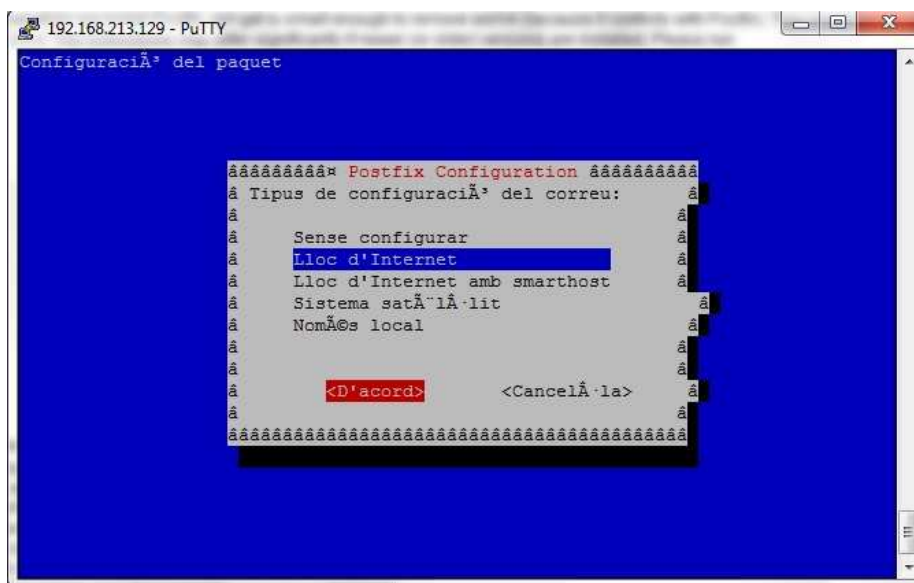 192.168.213.129 - PuTTY
ConfiguraciÃ³ del paquet
âââââââââ¤ Postfix Configuration ââââââââââ
â Tipus de configuraciÃ³ del correu: â
â â
â Sense configurar â
â Lloc d'Internet â
â Lloc d'Internet amb smarthost â
â Sistema satÃ¨lÂ·lit â
â NomÃ©s local â
â â
â â
â <D'acord> <CancelÂ·la> â
â â
ââââââââââââââââââââââââââââââââââââââââââ